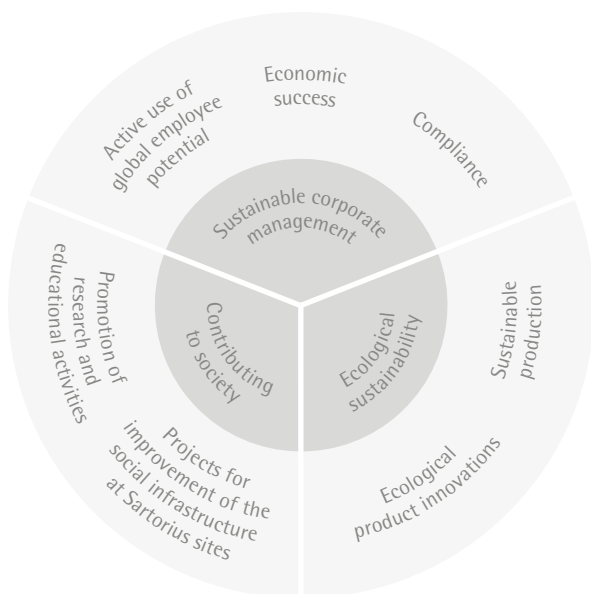 Active use of
global employee
potential
Economic
success
Compliance
Sustainable corporate
management
Promotion of
research and
educational activities
Contributing
to society
Ecological
sustainability
Sustainable
production
Projects for
improvement of the
social infrastructure
at Sartorius sites
Ecological
product innovations